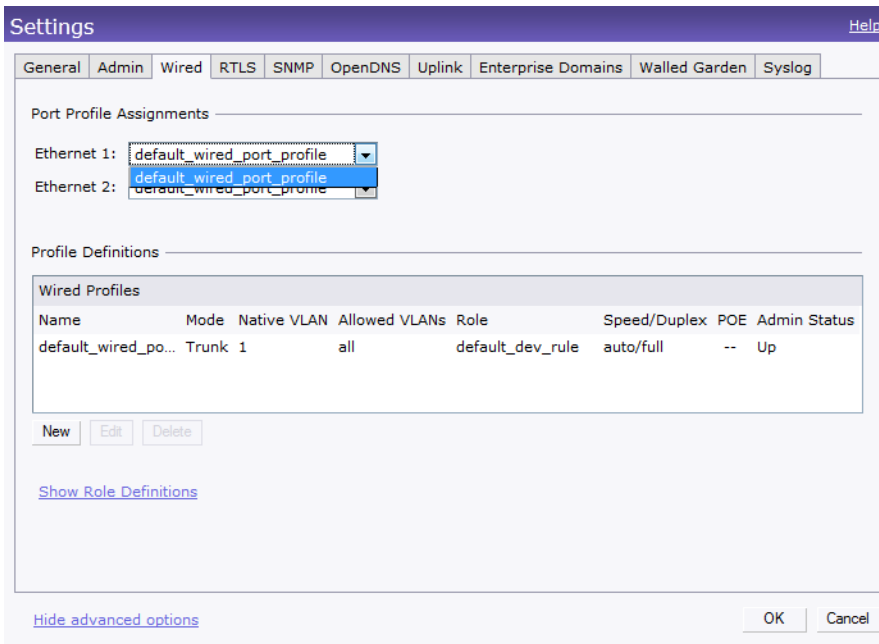 Settings Help
General Admin Wired RTLS SNMP OpenDNS Uplink Enterprise Domains Walled Garden Syslog
Port Profile Assignments
Ethernet 1: default_wired_port_profile
default_wired_port_profile
Ethernet 2: default_wired_port_profile
Profile Definitions
Wired Profiles
Name Mode Native VLAN Allowed VLANs Role Speed/Duplex POE Admin Status
default_wired_po... Trunk 1 all default_dev_rule auto/full -- Up
New Edit Delete
Show Role Definitions
Hide advanced options OK Cancel